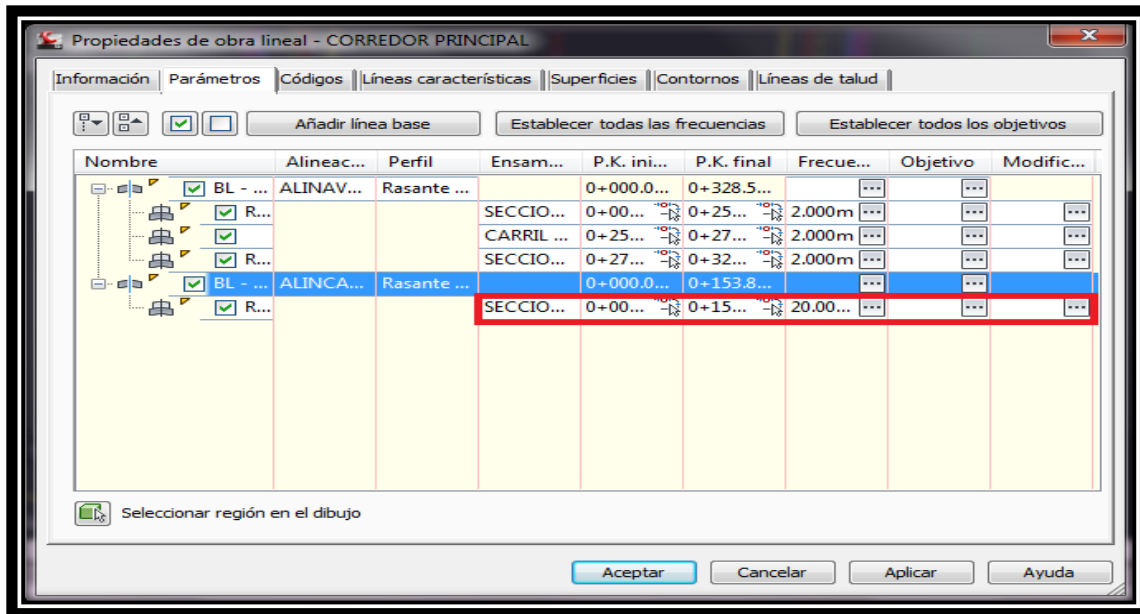 Propiedades de obra lineal - CORREDOR PRINCIPAL
Información Parámetros Códigos Líneas características Superficies Contornos Líneas de talud
Añadir línea base Establecer todas las frecuencias Establecer todos los objetivos
Nombre Alineac... Perfil Ensam... P.K. ini... P.K. final Frecue... Objetivo Modific...
BL - ... ALINAV... Rasante ... 0+000.0... 0+328.5...
R... SECCIO... 0+00... 0+25... 2.000m
CARRIL ... 0+25... 0+27... 2.000m
R... SECCIO... 0+27... 0+32... 2.000m
BL - ... ALINCA... Rasante ... 0+000.0... 0+153.8...
R... SECCIO... 0+00... 0+15... 20.00...
Seleccionar región en el dibujo
Aceptar Cancelar Aplicar Ayuda